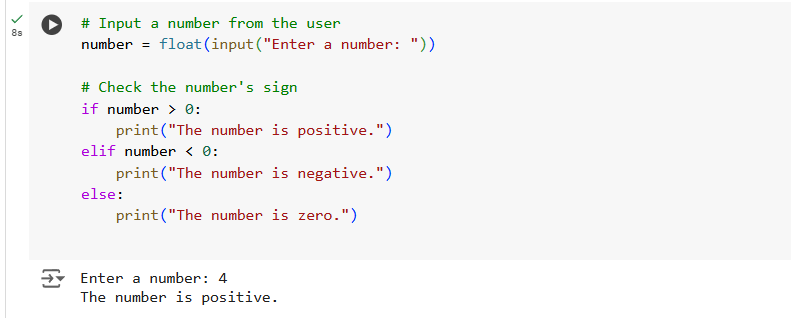 8s
# Input a number from the user
number = float(input("Enter a number: "))
# Check the number's sign
if number > 0:
    print("The number is positive.")
elif number < 0:
    print("The number is negative.")
else:
    print("The number is zero.")
Enter a number: 4
The number is positive.